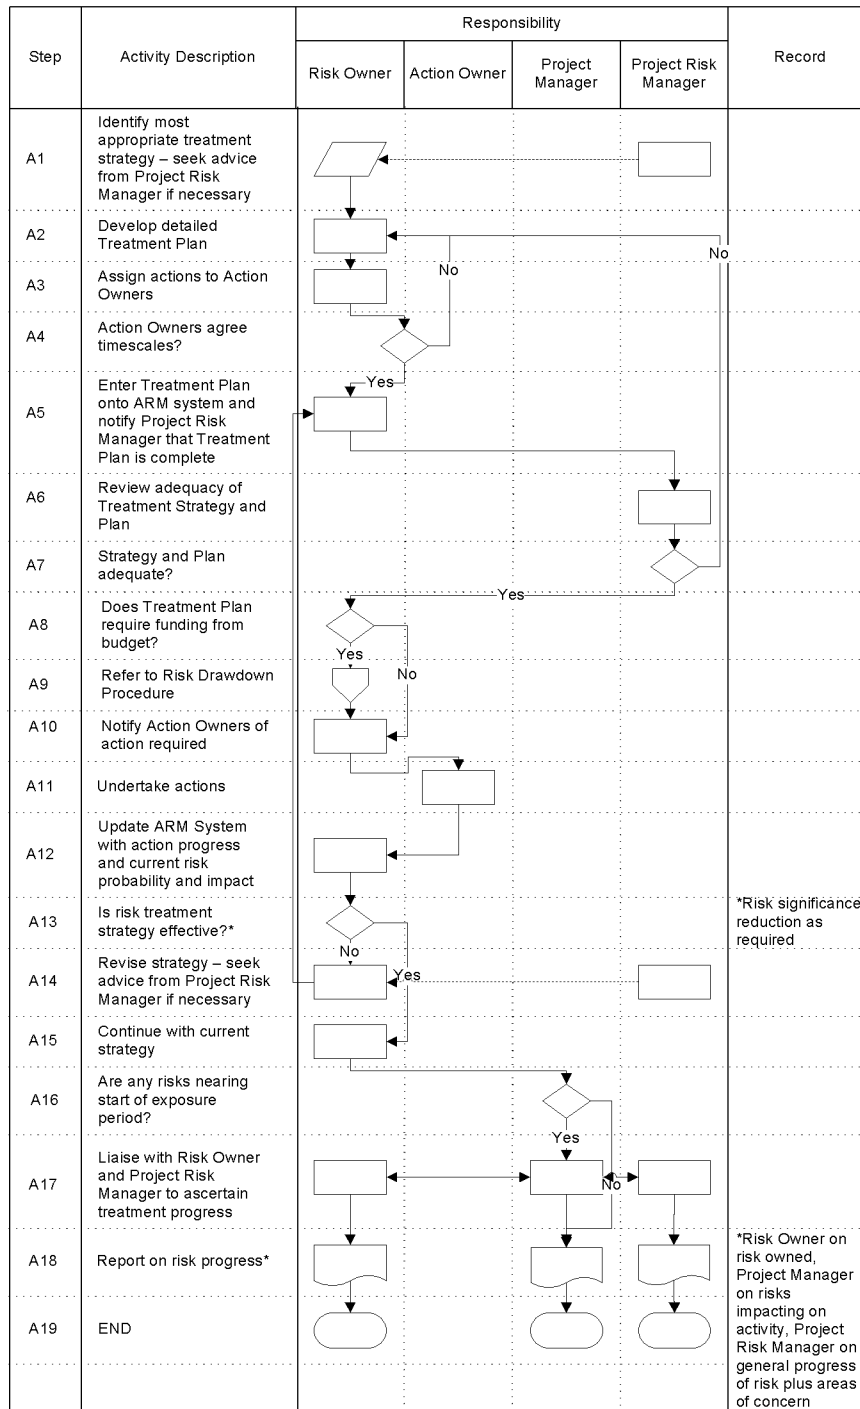 Responsibility
Step
Activity Description
Risk Owner
Action Owner
Project
Manager
Project Risk
Manager
Record
A1
Identify most
appropriate treatment
strategy – seek advice
from Project Risk
Manager if necessary
A2
Develop detailed
Treatment Plan
No
No
A3
Assign actions to Action
Owners
A4
Action Owners agree
timescales?
Yes
A5
Enter Treatment Plan
onto ARM system and
notify Project Risk
Manager that Treatment
Plan is complete
A6
Review adequacy of
Treatment Strategy and
Plan
A7
Strategy and Plan
adequate?
Yes
A8
Does Treatment Plan
require funding from
budget?
Yes
No
A9
Refer to Risk Drawdown
Procedure
A10
Notify Action Owners of
action required
A11
Undertake actions
A12
Update ARM System
with action progress
and current risk
probability and impact
A13
Is risk treatment
strategy effective?*
No
Yes
*Risk significance
reduction as
required
A14
Revise strategy – seek
advice from Project Risk
Manager if necessary
A15
Continue with current
strategy
A16
Are any risks nearing
start of exposure
period?
Yes
No
A17
Liaise with Risk Owner
and Project Risk
Manager to ascertain
treatment progress
A18
Report on risk progress*
*Risk Owner on
risk owned,
Project Manager
on risks
impacting on
activity, Project
Risk Manager on
general progress
of risk plus areas
of concern
A19
END